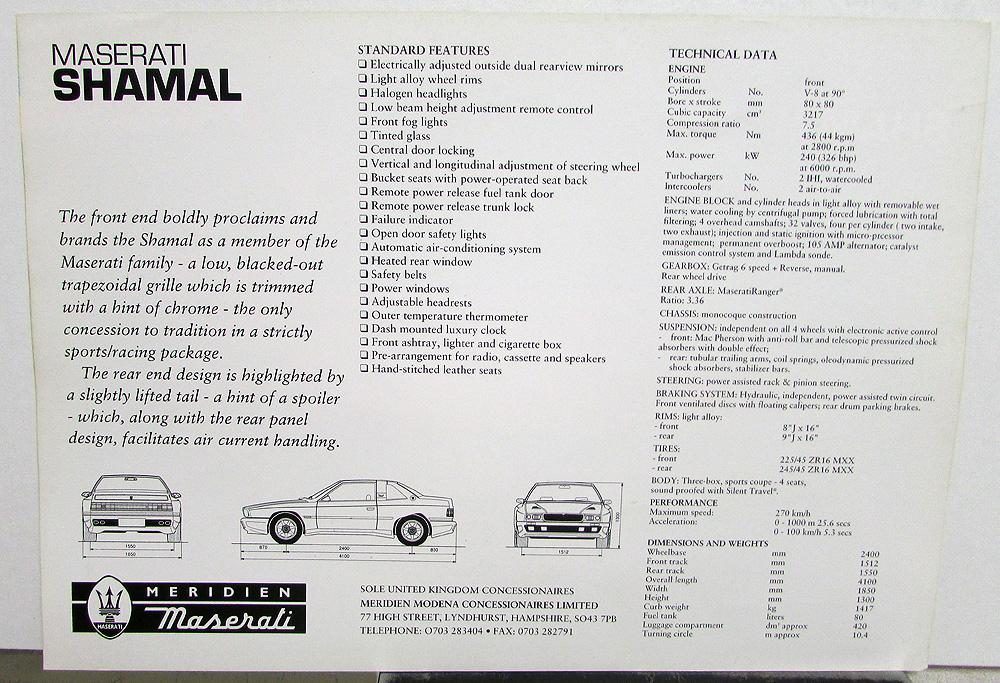 MASERATI
SHAMAL
The front end boldly proclaims and
brands the Shamal as a member of the
Maserati family - a low, blacked-out
trapezoidal grille which is trimmed
with a hint of chrome - the only
concession to tradition in a strictly
sports/racing package.
The rear end design is highlighted by
a slightly lifted tail - a hint of a spoiler
- which, along with the rear panel
design, facilitates air current handling.
STANDARD FEATURES
❑ Electrically adjusted outside dual rearview mirrors
❑ Light alloy wheel rims
❑ Halogen headlights
❑ Low beam height adjustment remote control
❑ Front fog lights
❑ Tinted glass
❑ Central door locking
❑ Vertical and longitudinal adjustment of steering wheel
❑ Bucket seats with power-operated seat back
❑ Remote power release fuel tank door
❑ Remote power release trunk lock
❑ Failure indicator
❑ Open door safety lights
❑ Automatic air-conditioning system
❑ Heated rear window
❑ Safety belts
❑ Power windows
❑ Adjustable headrests
❑ Outer temperature thermometer
❑ Dash mounted luxury clock
❑ Front ashtray, lighter and cigarette box
❑ Pre-arrangement for radio, cassette and speakers
❑ Hand-stitched leather seats
TECHNICAL DATA
ENGINE
Position front
Cylinders No. V-8 at 90°
Bore x stroke mm 80 x 80
Cubic capacity cm³ 3217
Compression ratio 7.5
Max. torque Nm 436 (44 kgm)
at 2800 r.p.m
Max. power kW 240 (326 bhp)
at 6000 r.p.m.
Turbochargers No. 2 IHI, watercooled
Intercoolers No. 2 air-to-air
ENGINE BLOCK and cylinder heads in light alloy with removable wet
liners; water cooling by centrifugal pump; forced lubrication with total
filtering; 4 overhead camshafts; 32 valves, four per cylinder ( two intake,
two exhaust); injection and static ignition with micro-prcessor
management; permanent overboost; 105 AMP alternator; catalyst
emission control system and Lambda sonde.
GEARBOX: Getrag 6 speed + Reverse, manual.
Rear wheel drive
REAR AXLE: MaseratiRanger®
Ratio: 3.36
CHASSIS: monocoque construction
SUSPENSION: independent on all 4 wheels with electronic active control
- front: Mac Pherson with anti-roll bar and telescopic pressurized shock
absorbers with double effect;
- rear: tubular trailing arms, coil springs, oleodynamic pressurized
shock absorbers, stabilizer bars.
STEERING: power assisted rack & pinion steering.
BRAKING SYSTEM: Hydraulic, independent, power assisted twin circuit.
Front ventilated discs with floating calipers; rear drum parking brakes.
RIMS: light alloy:
- front 8"J x 16"
- rear 9"J x 16"
TIRES:
- front 225/45 ZR16 MXX
- rear 245/45 ZR16 MXX
BODY: Three-box, sports coupe - 4 seats,
sound proofed with Silent Travel®.
PERFORMANCE
Maximum speed: 270 km/h
Acceleration: 0 - 1000 m 25.6 secs
0 - 100 km/h 5.3 secs
DIMENSIONS AND WEIGHTS
Wheelbase mm 2400
Front track mm 1512
Rear track mm 1550
Overall length mm 4100
Width mm 1850
Height mm 1300
Curb weight kg 1417
Fuel tank liters 80
Luggage compartment dm³ approx 420
Turning circle m approx 10.4
1550
1850
870 2400 830
4100
1512
1300
MERIDIEN
Maserati
MASERATI
SOLE UNITED KINGDOM CONCESSIONAIRES
MERIDIEN MODENA CONCESSIONAIRES LIMITED
77 HIGH STREET, LYNDHURST, HAMPSHIRE, SO43 7PB
TELEPHONE: O703 283404 • FAX: 0703 282791